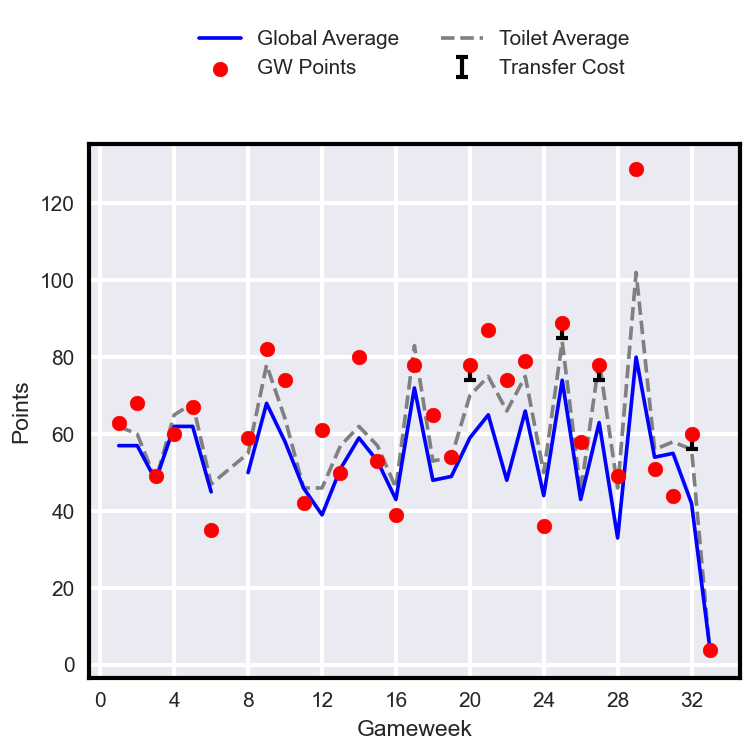 Global Average
Toilet Average
GW Points
Transfer Cost
120
100
80
60
40
20
0
Points
0 4 8 12 16 20 24 28 32
Gameweek